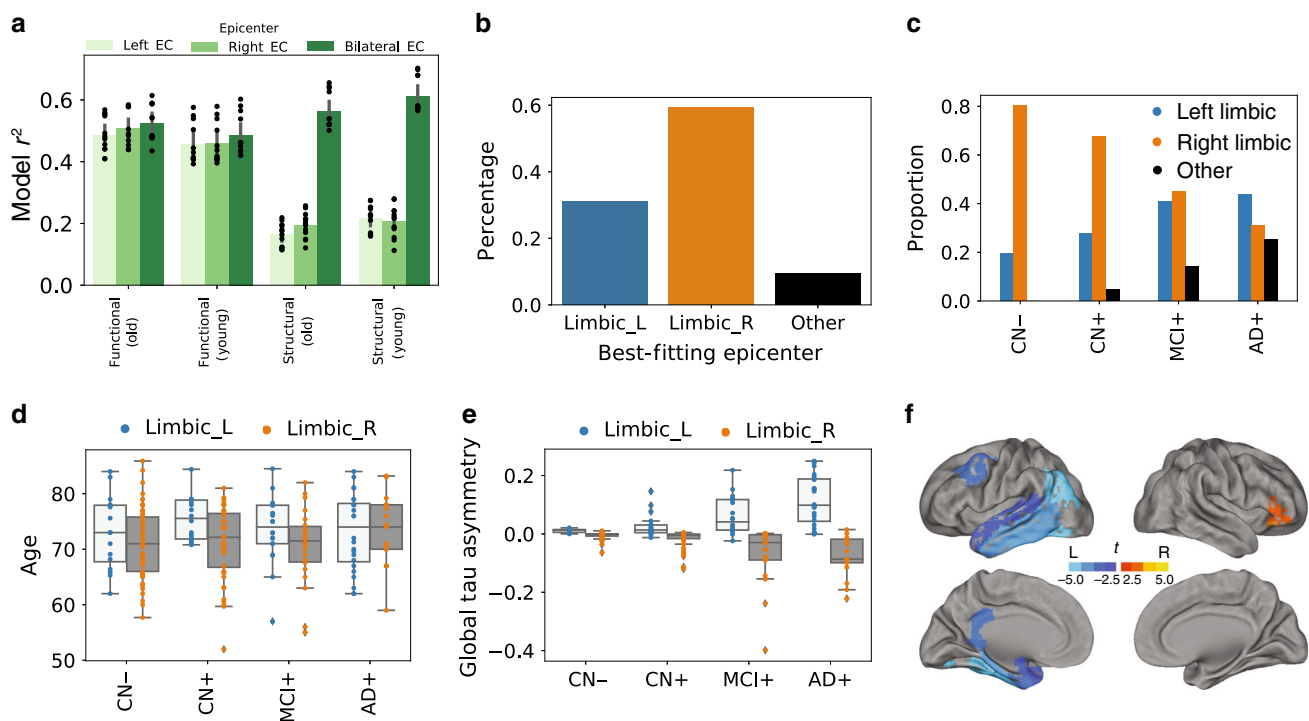 a
Epicenter
Left EC
Right EC
Bilateral EC
Model r²
0.6
0.4
0.2
0.0
Functional (old)
Functional (young)
Structural (old)
Structural (young)
b
Percentage
0.6
0.4
0.2
0.0
Limbic_L
Limbic_R
Other
Best-fitting epicenter
c
Proportion
0.8
0.6
0.4
0.2
0.0
Left limbic
Right limbic
Other
CN−
CN+
MCI+
AD+
d
Limbic_L
Limbic_R
Age
80
70
60
50
CN−
CN+
MCI+
AD+
e
Limbic_L
Limbic_R
Global tau asymmetry
0.2
0.0
−0.2
−0.4
CN−
CN+
MCI+
AD+
f
L
t
R
−5.0
−2.5
2.5
5.0